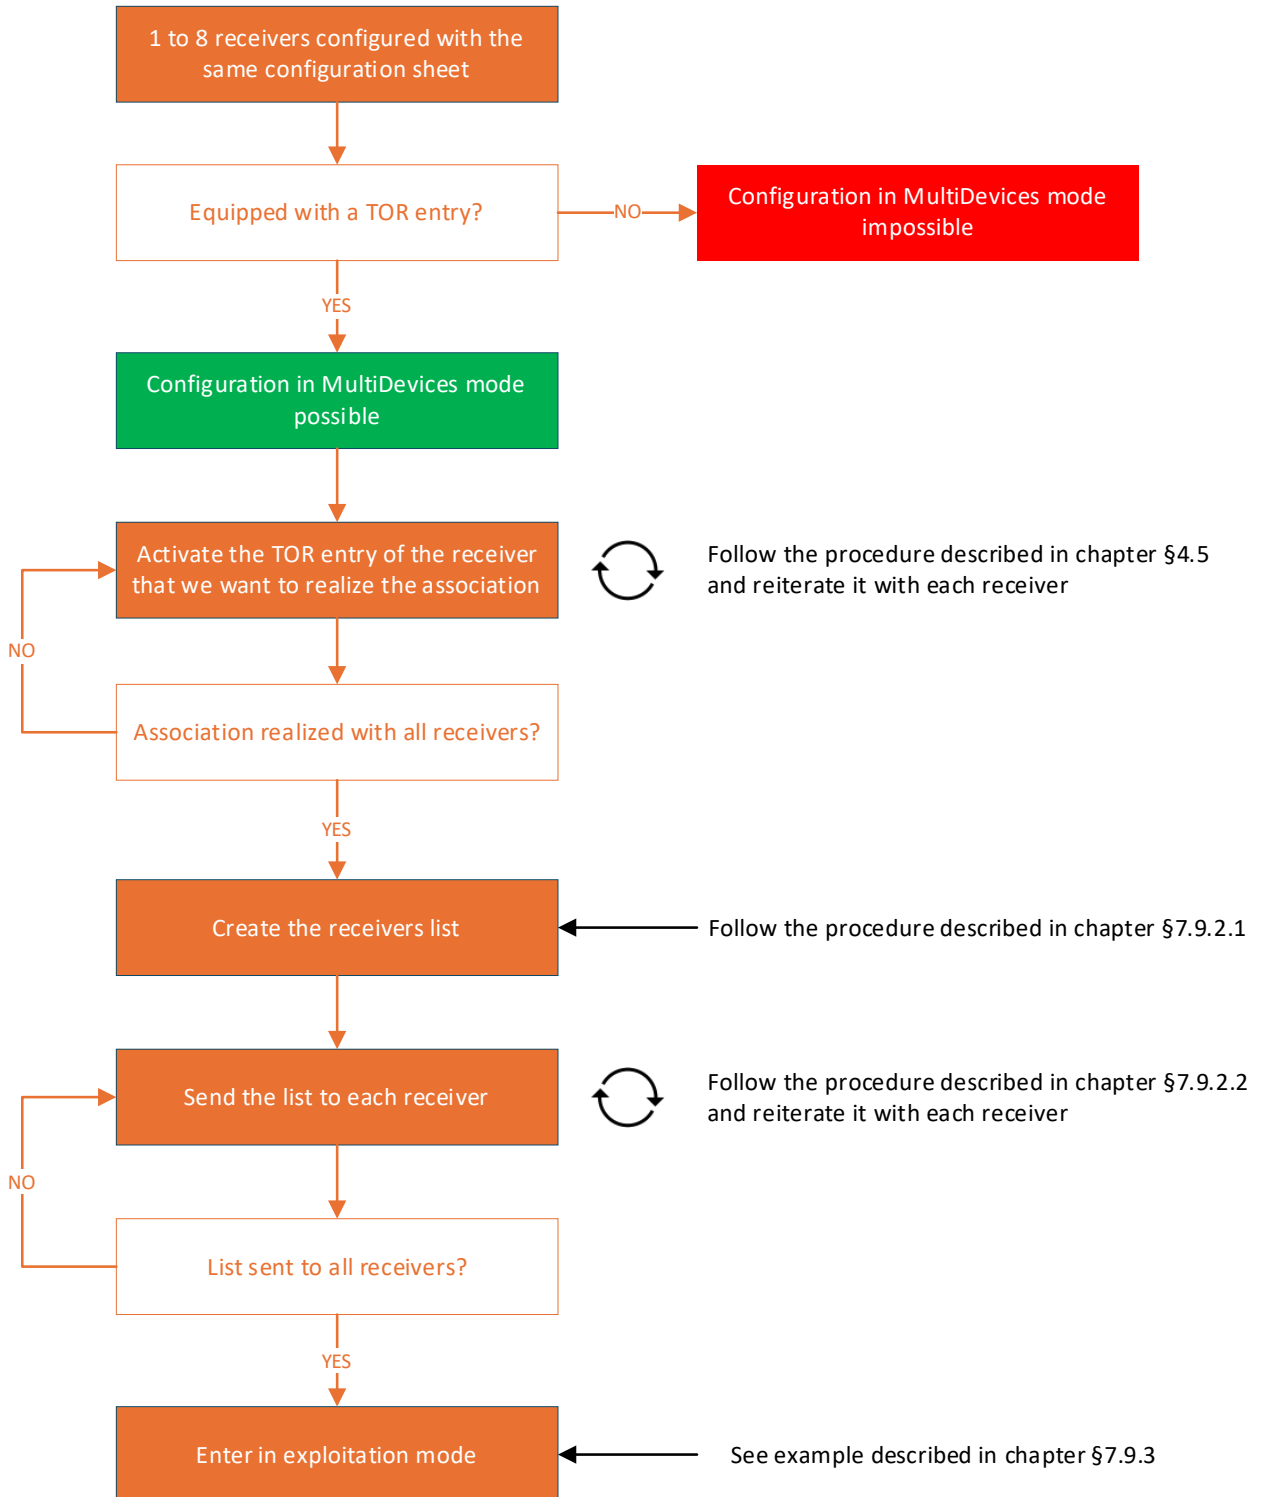 1 to 8 receivers configured with the
same configuration sheet
Equipped with a TOR entry?
NO
Configuration in MultiDevices mode
impossible
YES
Configuration in MultiDevices mode
possible
Activate the TOR entry of the receiver
that we want to realize the association
Follow the procedure described in chapter §4.5
and reiterate it with each receiver
NO
Association realized with all receivers?
YES
Create the receivers list
Follow the procedure described in chapter §7.9.2.1
Send the list to each receiver
Follow the procedure described in chapter §7.9.2.2
and reiterate it with each receiver
NO
List sent to all receivers?
YES
Enter in exploitation mode
See example described in chapter §7.9.3